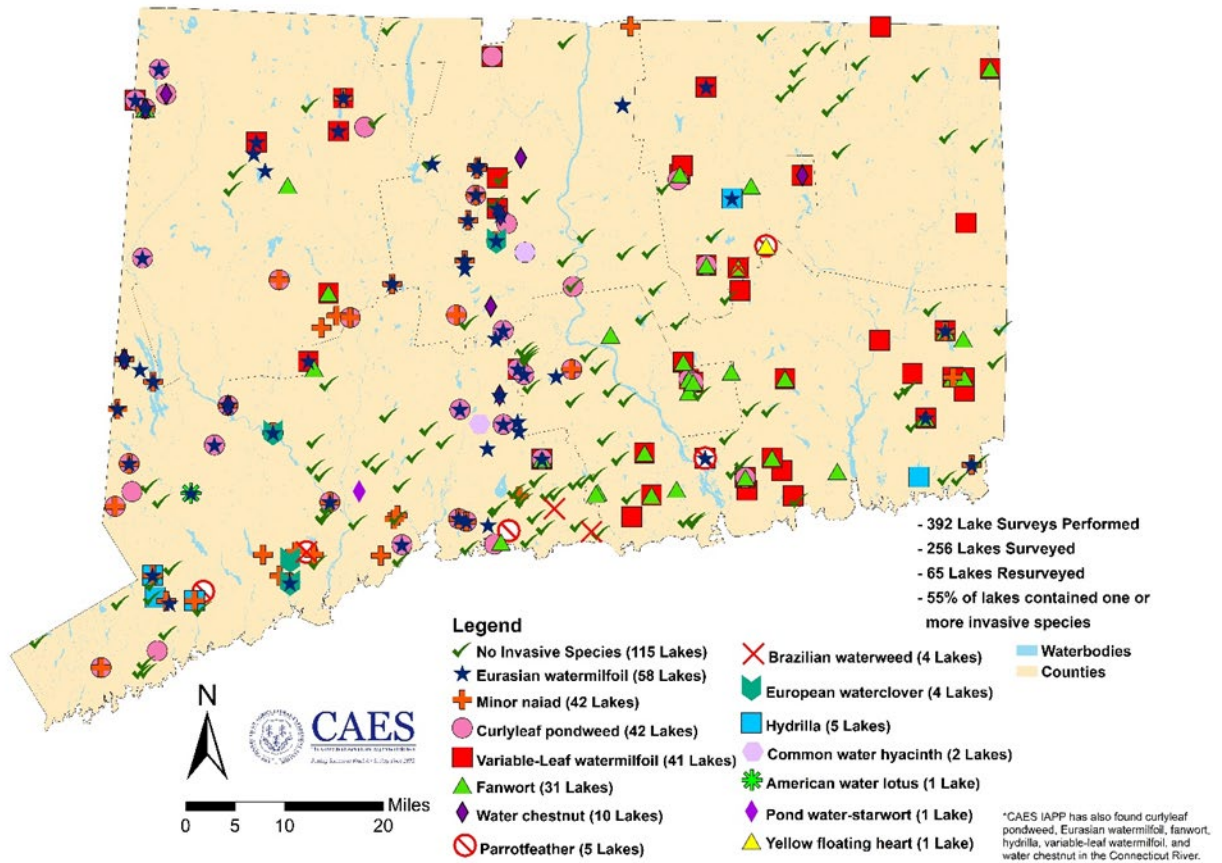 - 392 Lake Surveys Performed
- 256 Lakes Surveyed
- 65 Lakes Resurveyed
- 55% of lakes contained one or
more invasive species
Legend
No Invasive Species (115 Lakes)
Eurasian watermilfoil (58 Lakes)
Minor naiad (42 Lakes)
Curlyleaf pondweed (42 Lakes)
Variable-Leaf watermilfoil (41 Lakes)
Fanwort (31 Lakes)
Water chestnut (10 Lakes)
Parrotfeather (5 Lakes)
Brazilian waterweed (4 Lakes)
European waterclover (4 Lakes)
Hydrilla (5 Lakes)
Common water hyacinth (2 Lakes)
American water lotus (1 Lake)
Pond water-starwort (1 Lake)
Yellow floating heart (1 Lake)
Waterbodies
Counties
N
CAES
Miles
0 5 10 20
*CAES IAPP has also found curlyleaf
pondweed, Eurasian watermilfoil, fanwort,
hydrilla, variable-leaf watermilfoil, and
water chestnut in the Connecticut River.